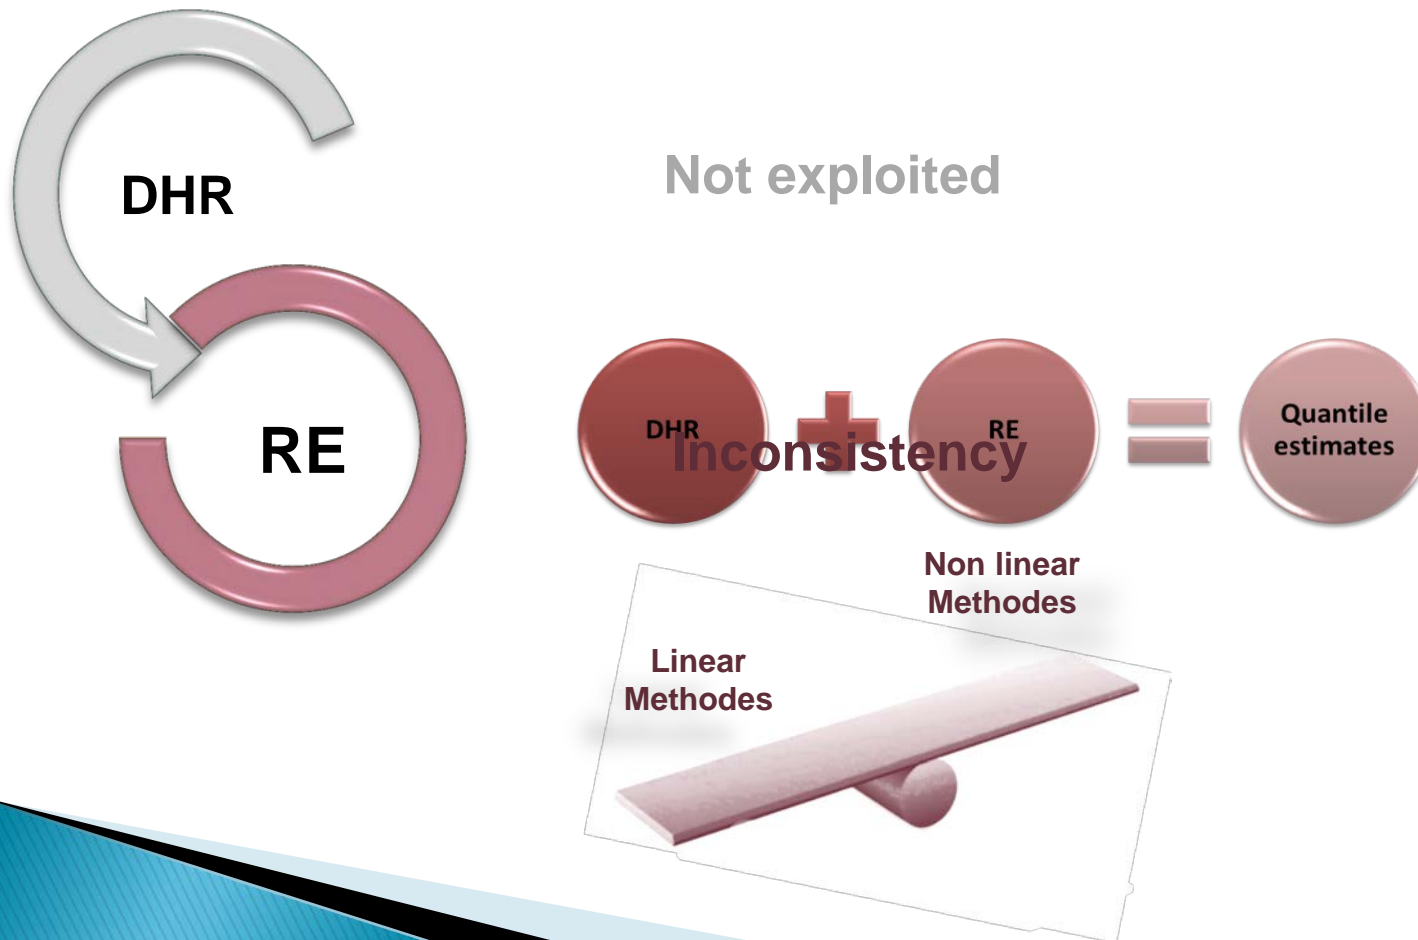 DHR
Not exploited
RE
DHR
RE
Quantile
estimates
Inconsistency
Non linear
Methodes
Linear
Methodes